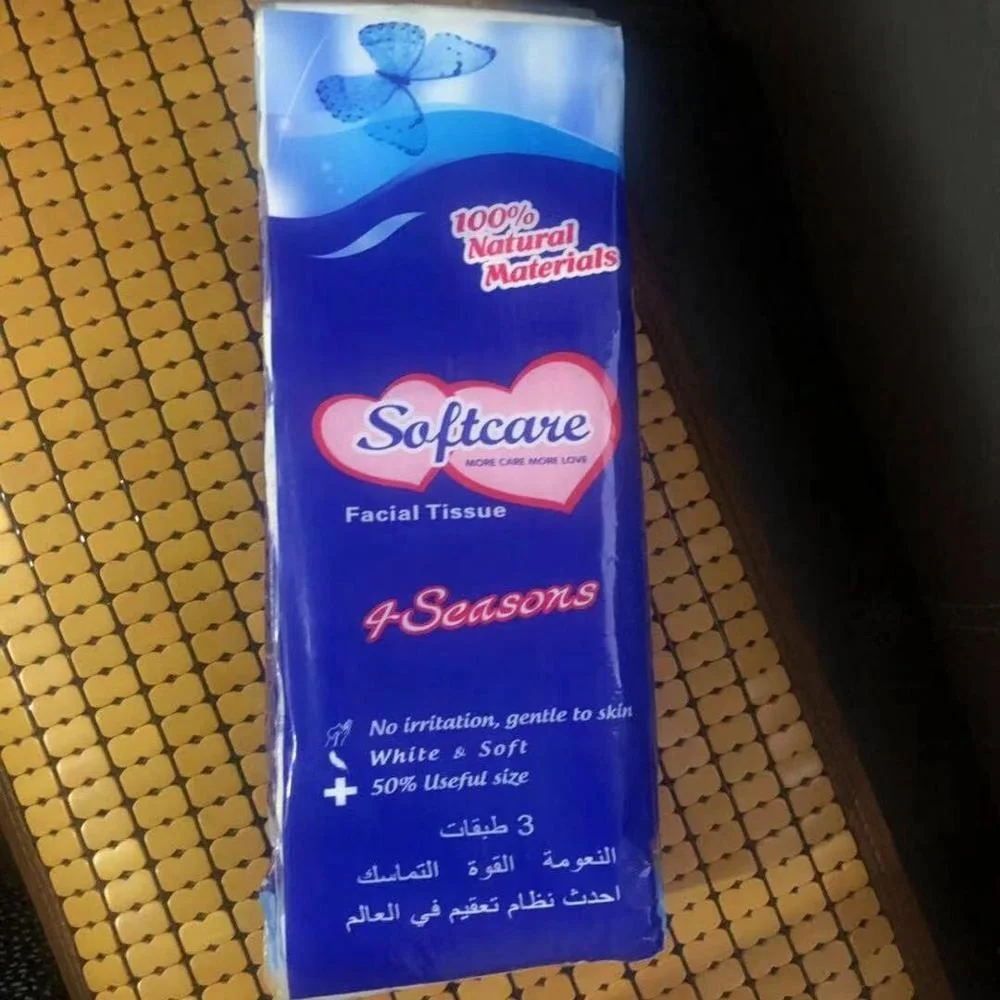 100%
Natural
Materials
Softcare
MORE CARE MORE LOVE
Facial Tissue
4 Seasons
No irritation, gentle to skin
White & Soft
50% Useful size
3 طبقات
النعومة القوة التماسك
احدث نظام تعقيم في العالم